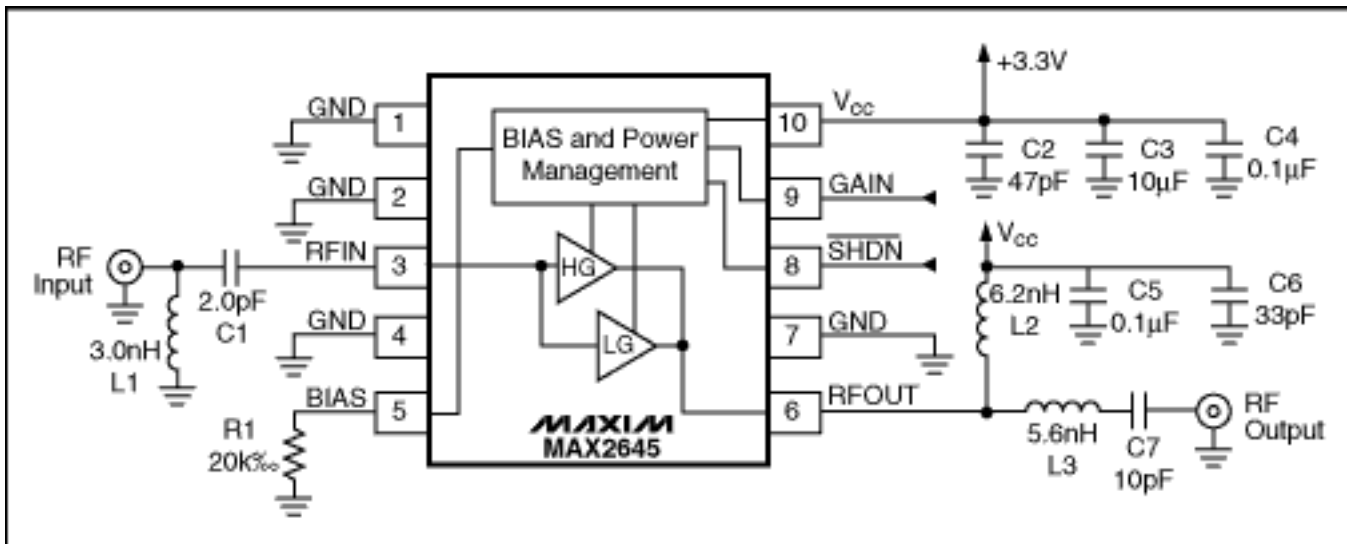 GND
1
GND
2
RF
Input
RFIN
3
2.0pF
C1
3.0nH
L1
GND
4
BIAS
5
R1
20k‰
BIAS and Power
Management
HG
LG
MAXIM
MAX2645
10
VCC
+3.3V
C2
47pF
C3
10µF
C4
0.1µF
9
GAIN
8
SHDN
VCC
6.2nH
L2
C5
0.1µF
C6
33pF
7
GND
6
RFOUT
5.6nH
L3
C7
10pF
RF
Output